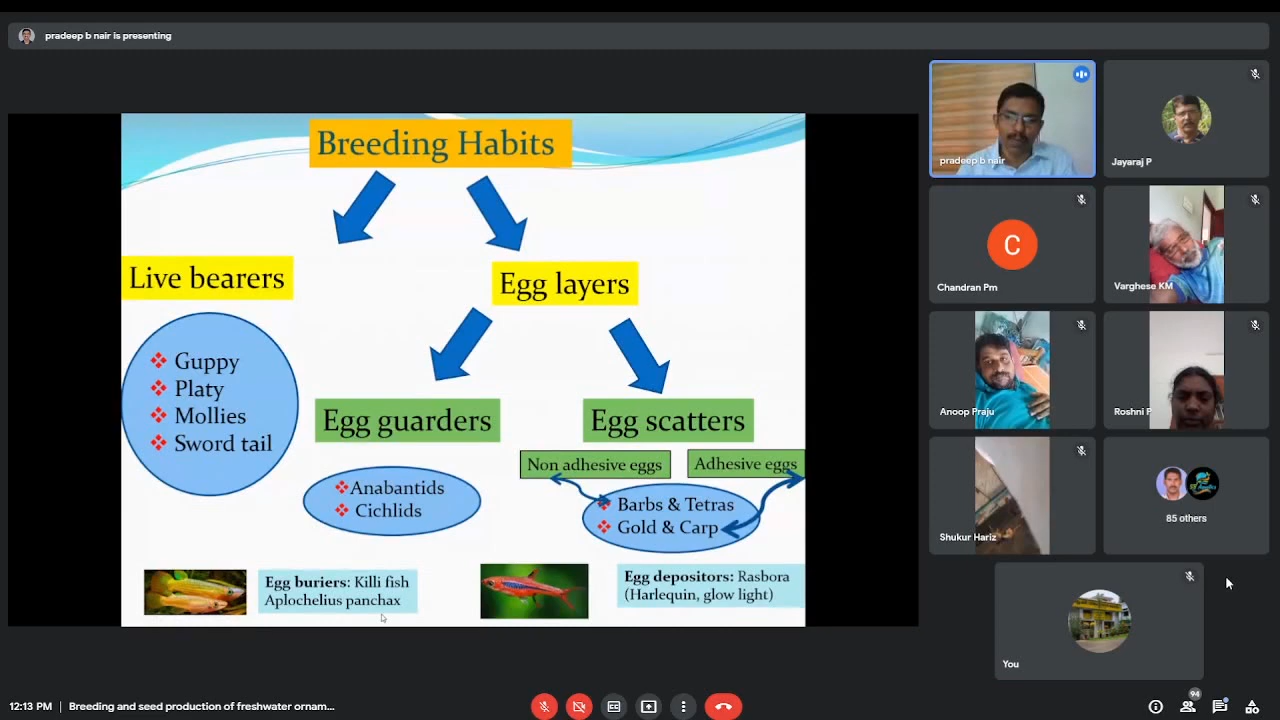 pradeep b nair is presenting
Breeding Habits
Live bearers
Egg layers
Guppy
Platy
Mollies
Sword tail
Egg guarders
Egg scatters
Non adhesive eggs
Adhesive eggs
Anabantids
Cichlids
Barbs & Tetras
Gold & Carp
Egg buriers: Killi fish
Aplochelius panchax
Egg depositors: Rasbora
(Harlequin, glow light)
pradeep b nair
Jayaraj P
C
Chandran Pm
Varghese KM
Anoop Praju
Roshni P
Shukur Hariz
85 others
You
12:13 PM | Breeding and seed production of freshwater ornam...
94